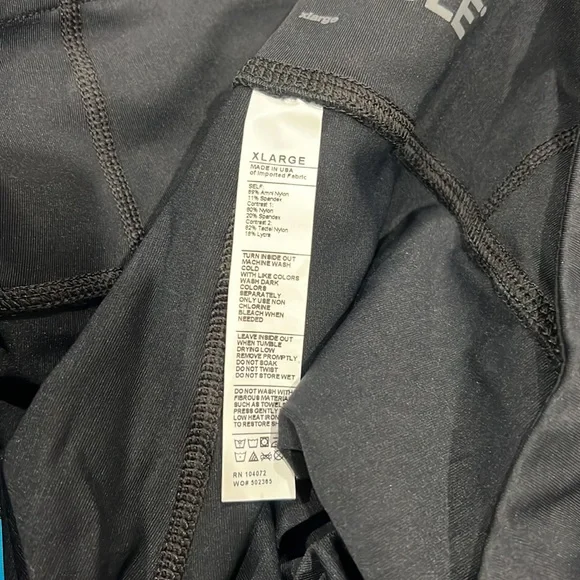 xlarge
XLARGE
MADE IN USA
of Imported Fabric
SELF:
89% Amni Nylon
11% Spandex
Contrast 1:
80% Nylon
20% Spandex
Contrast 2:
82% Tactel Nylon
18% Lycra
TURN INSIDE OUT
MACHINE WASH
COLD
WITH LIKE COLORS
WASH DARK
COLORS
SEPARATELY
ONLY USE NON
CHLORINE
BLEACH WHEN
NEEDED
LEAVE INSIDE OUT
WHEN TUMBLE
DRYING LOW
REMOVE PROMPTLY
DO NOT SOAK
DO NOT TWIST
DO NOT STORE WET
DO NOT WASH WITH
FIBROUS MATERIA
SUCH AS TOWELS
PRESS GENTLY
LOW HEAT IRON
TO RESTORE SH
RN 104072
WO# 502365